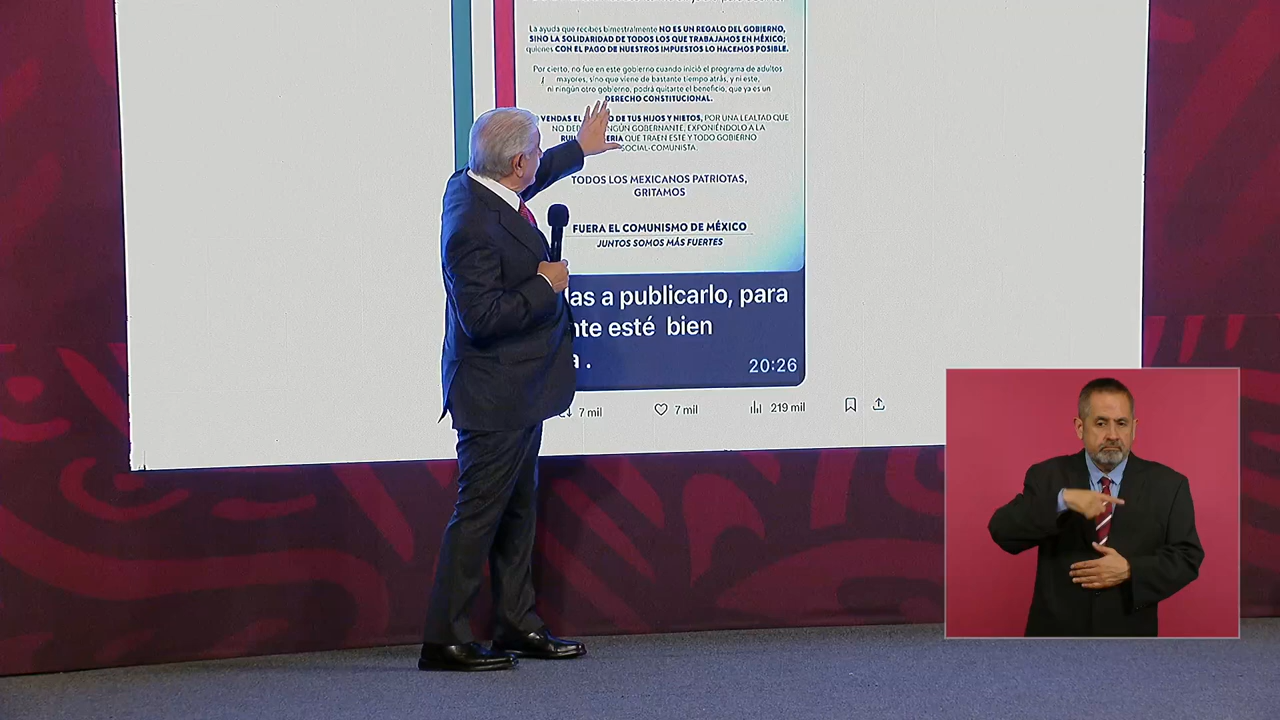 La ayuda que recibes bimestralmente NO ES UN REGALO DEL GOBIERNO,
SINO LA SOLIDARIDAD DE TODOS LOS QUE TRABAJAMOS EN MÉXICO;
quienes CON EL PAGO DE NUESTROS IMPUESTOS LO HACEMOS POSIBLE.
Por cierto, no fue en este gobierno cuando inició el programa de adultos
mayores, sino que viene de bastante tiempo atrás, y ni este,
ni ningún otro gobierno, podrá quitarte el beneficio, que ya es un
DERECHO CONSTITUCIONAL.
VENDAS EL DE TUS HIJOS Y NIETOS, POR UNA LEALTAD QUE
NO GOBERNANTE, EXPONIÉNDOLO A LA
QUE TRAEN ESTE Y TODO GOBIERNO
SOCIAL-COMUNISTA.
TODOS LOS MEXICANOS PATRIOTAS,
GRITAMOS
FUERA EL COMUNISMO DE MÉXICO
JUNTOS SOMOS MÁS FUERTES
a publicarlo, para
esté bien
20:26
7 mil 7 mil 219 mil